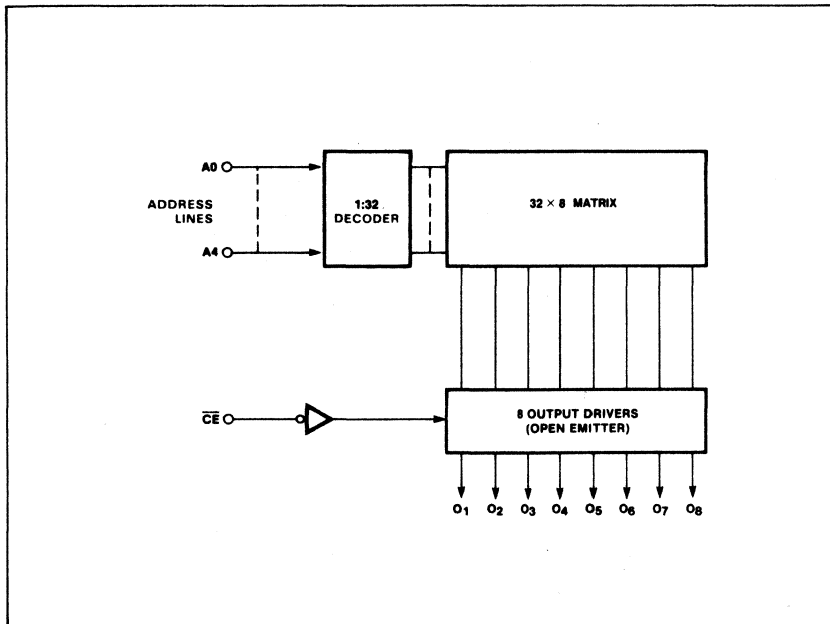 A0
ADDRESS
LINES
A4
1:32
DECODER
32 × 8 MATRIX
C̅E̅
8 OUTPUT DRIVERS
(OPEN EMITTER)
O1 O2 O3 O4 O5 O6 O7 O8